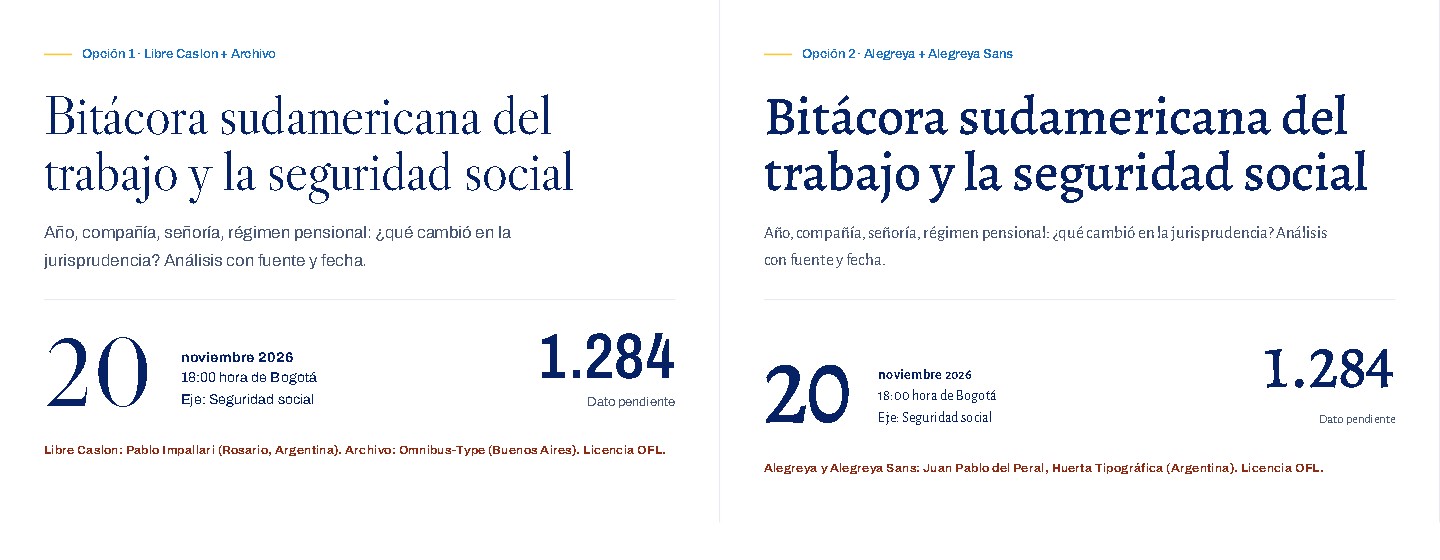 Opción 1 · Libre Caslon + Archivo
Bitácora sudamericana del
trabajo y la seguridad social
Año, compañía, señoría, régimen pensional: ¿qué cambió en la
jurisprudencia? Análisis con fuente y fecha.
20
noviembre 2026
18:00 hora de Bogotá
Eje: Seguridad social
1.284
Dato pendiente
Libre Caslon: Pablo Impallari (Rosario, Argentina). Archivo: Omnibus-Type (Buenos Aires). Licencia OFL.
Opción 2 · Alegreya + Alegreya Sans
Bitácora sudamericana del
trabajo y la seguridad social
Año, compañía, señoría, régimen pensional: ¿qué cambió en la jurisprudencia? Análisis
con fuente y fecha.
20
noviembre 2026
18:00 hora de Bogotá
Eje: Seguridad social
1.284
Dato pendiente
Alegreya y Alegreya Sans: Juan Pablo del Peral, Huerta Tipográfica (Argentina). Licencia OFL.